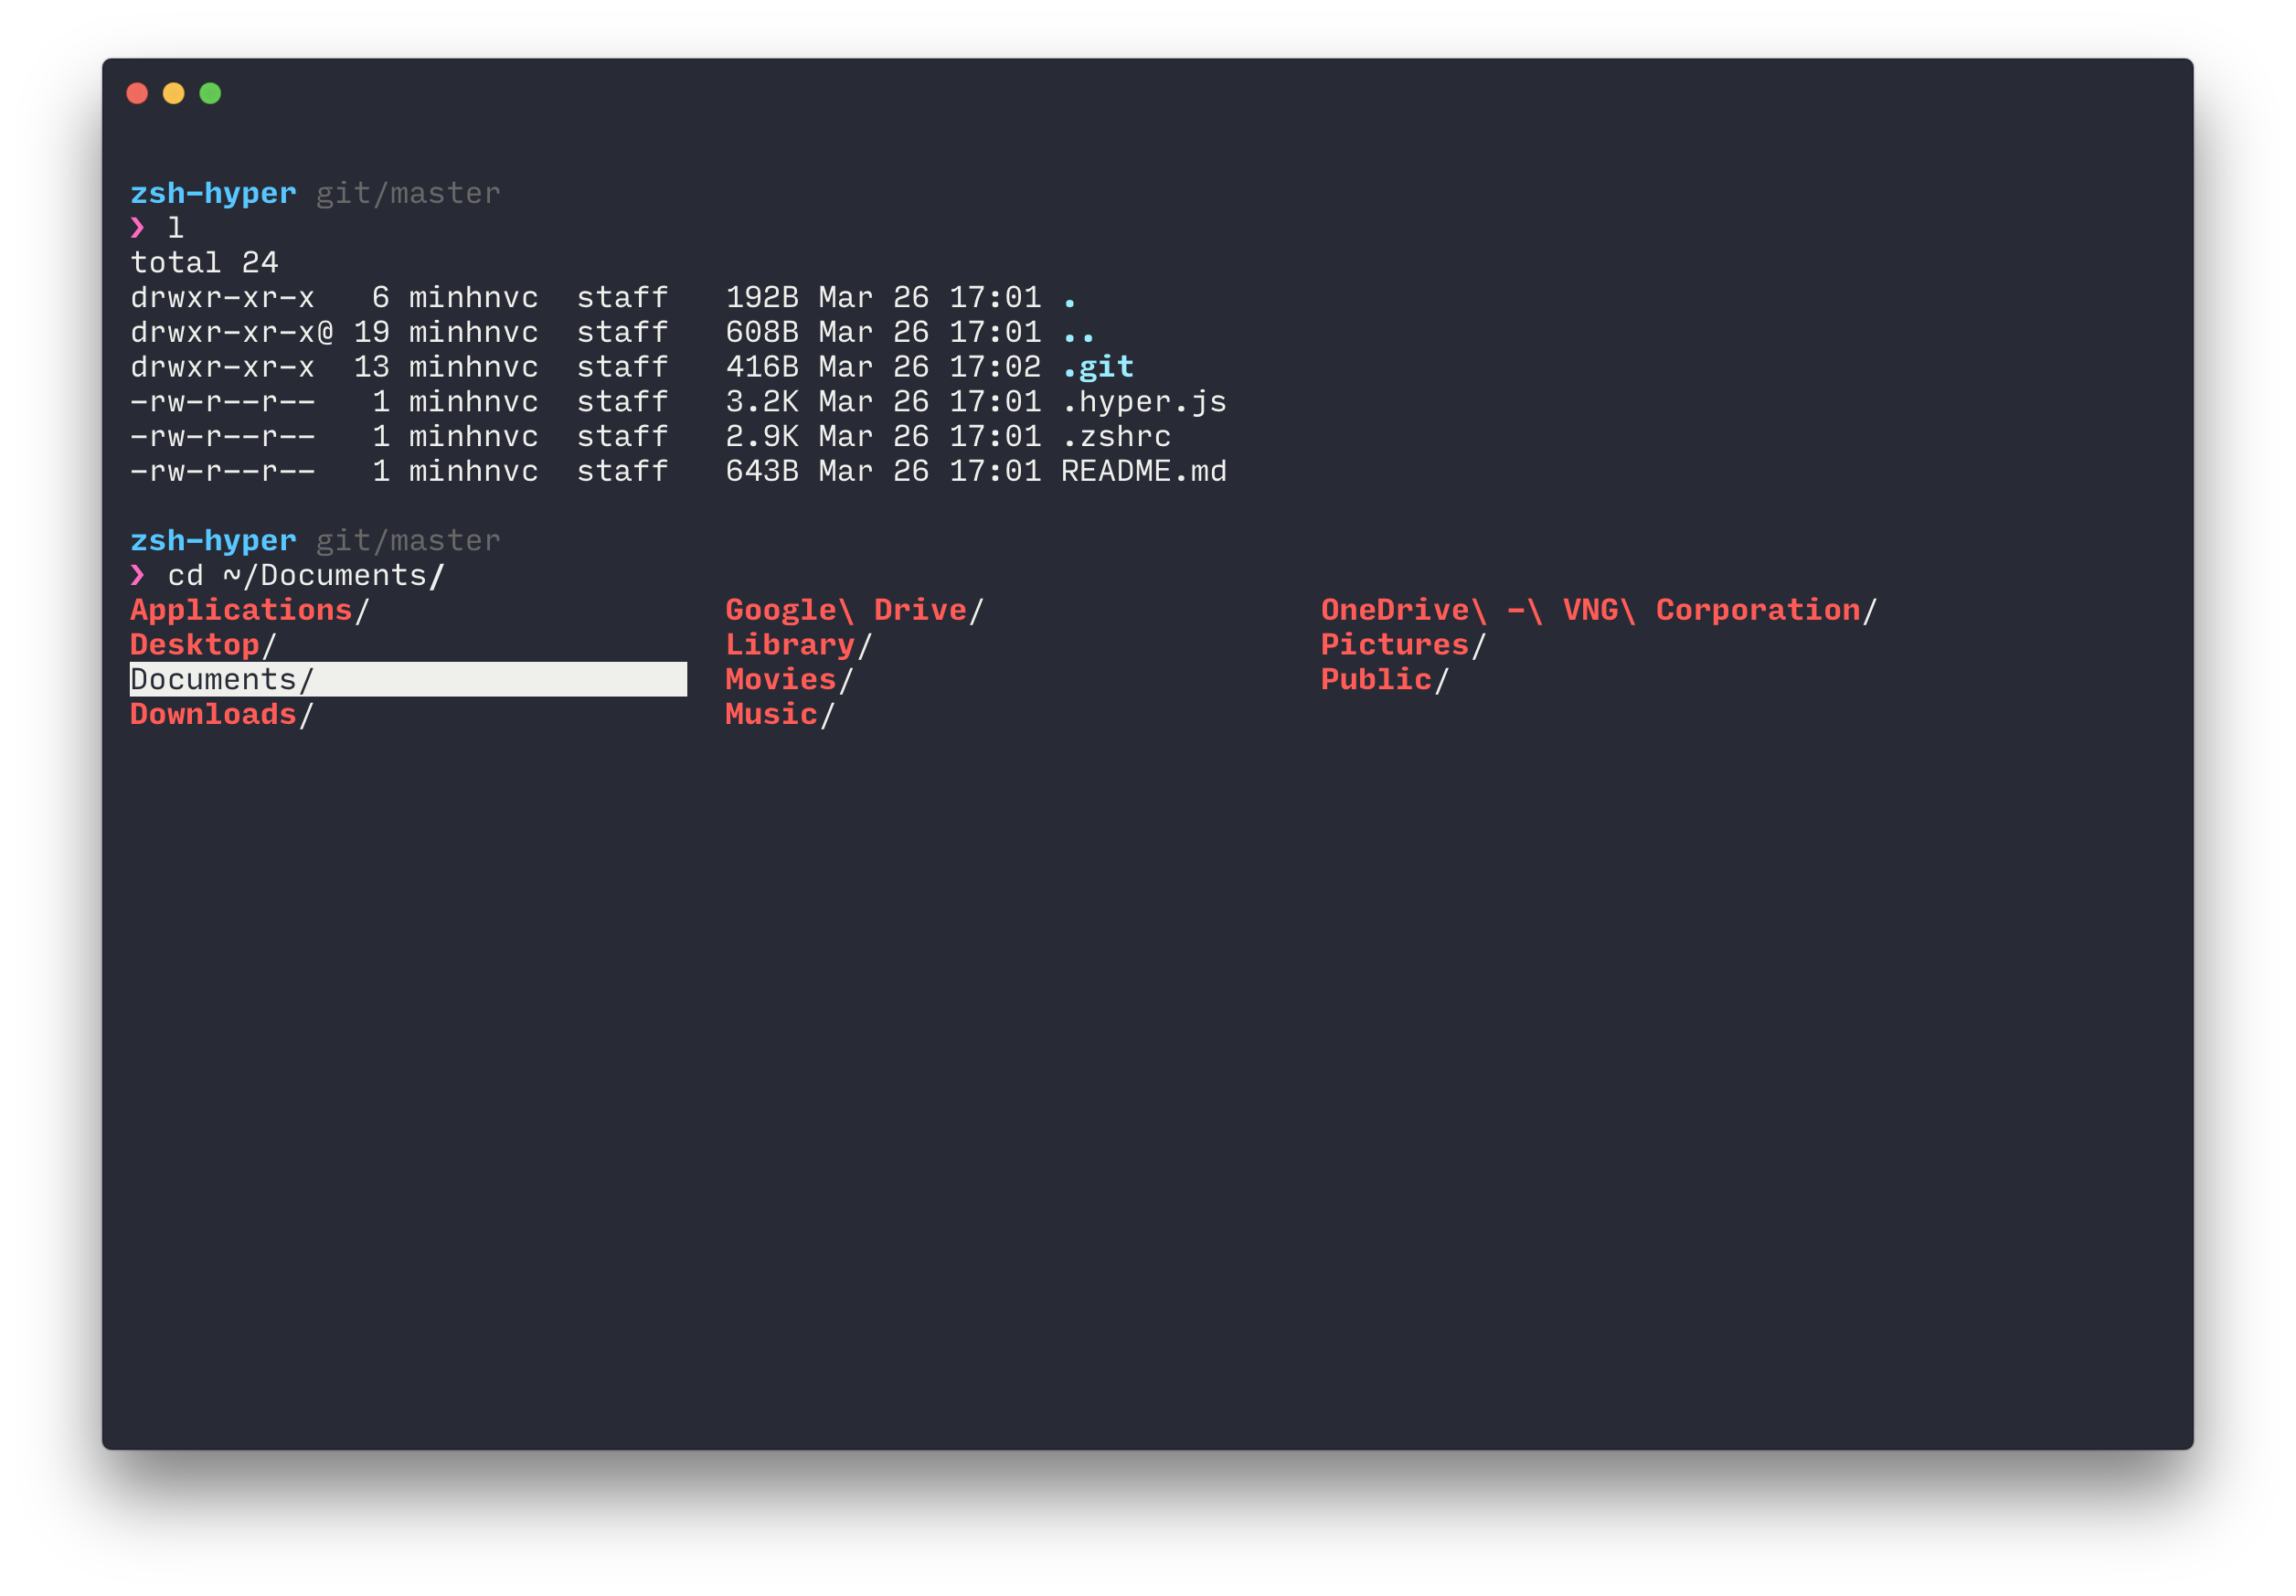 zsh-hyper git/master
❯ l
total 24
drwxr-xr-x   6 minhnvc  staff   192B Mar 26 17:01 .
drwxr-xr-x@ 19 minhnvc  staff   608B Mar 26 17:01 ..
drwxr-xr-x  13 minhnvc  staff   416B Mar 26 17:02 .git
-rw-r--r--   1 minhnvc  staff   3.2K Mar 26 17:01 .hyper.js
-rw-r--r--   1 minhnvc  staff   2.9K Mar 26 17:01 .zshrc
-rw-r--r--   1 minhnvc  staff   643B Mar 26 17:01 README.md
zsh-hyper git/master
❯ cd ~/Documents/
Applications/                   Google\ Drive/                  OneDrive\ -\ VNG\ Corporation/
Desktop/                        Library/                        Pictures/
Documents/                      Movies/                         Public/
Downloads/                      Music/